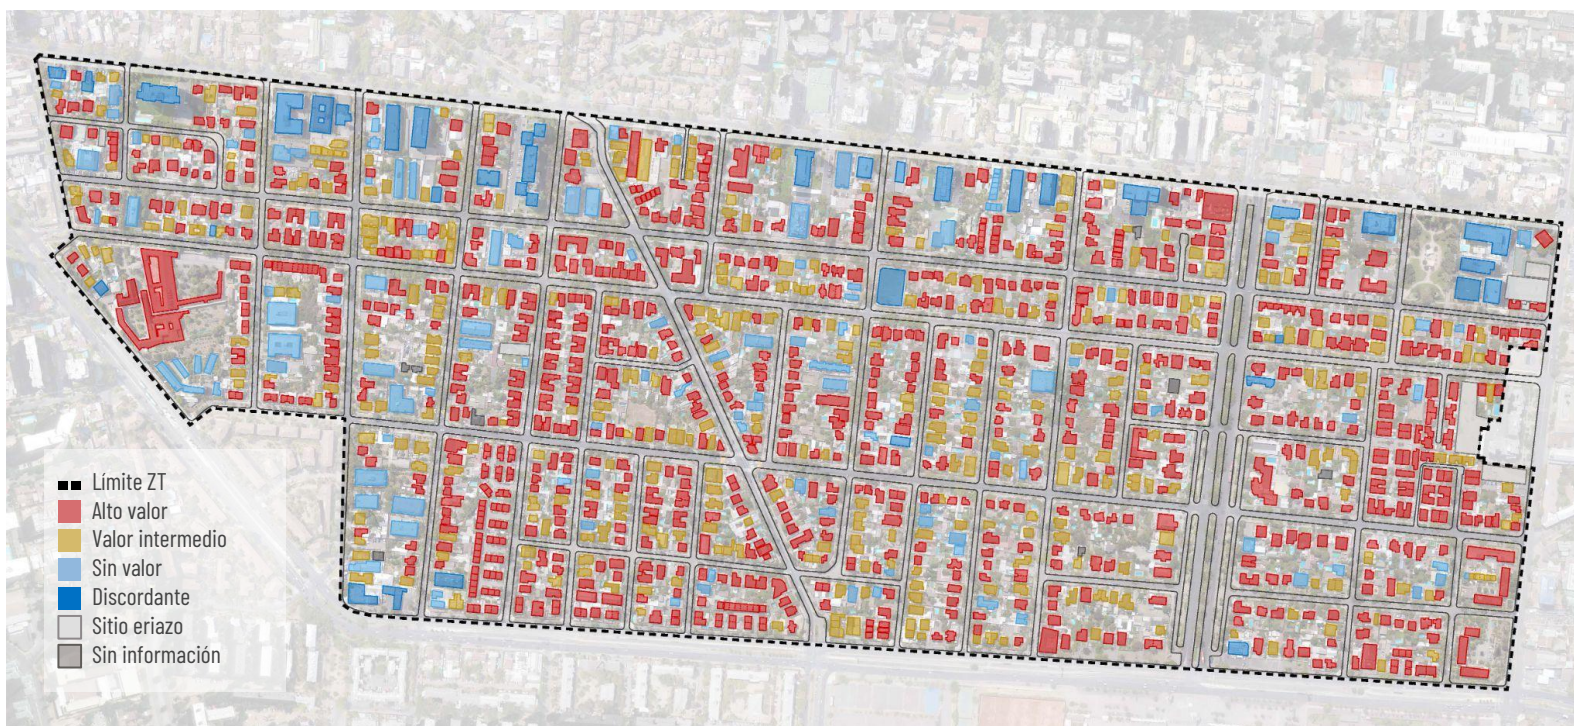 Límite ZT
Alto valor
Valor intermedio
Sin valor
Discordante
Sitio eriazo
Sin información